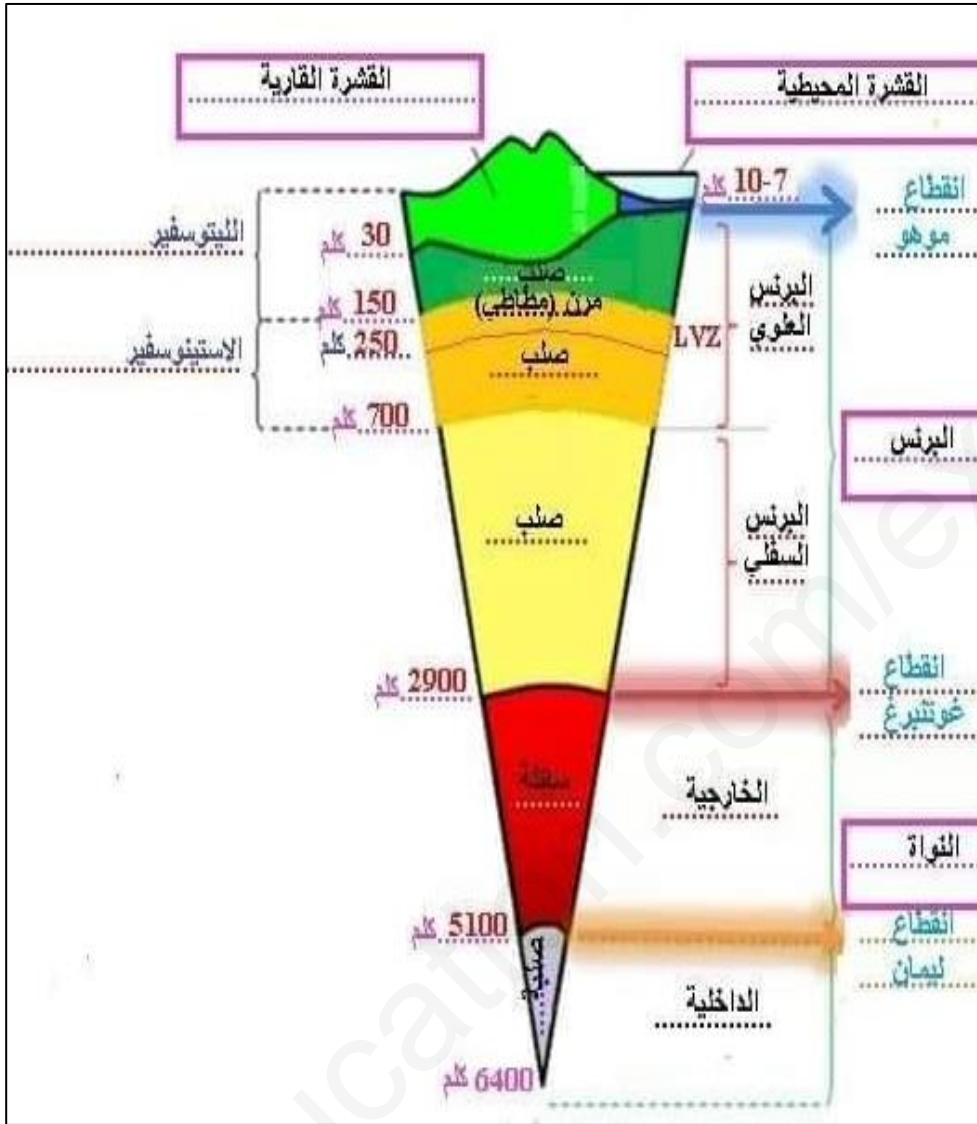 القشرة القارية
القشرة المحيطية
10-7 كلم
انقطاع
موهو
الليتوسفير
30 كلم
صلب
البرنس
العلوي
150 كلم
مرن (مطاطي)
LVZ
الاستينوسفير
250 كلم
صلب
700 كلم
البرنس
صلب
البرنس
السفلي
2900 كلم
انقطاع
غوتنبرغ
سائلة
الخارجية
النواة
5100 كلم
انقطاع
ليمان
صلبة
الداخلية
6400 كلم